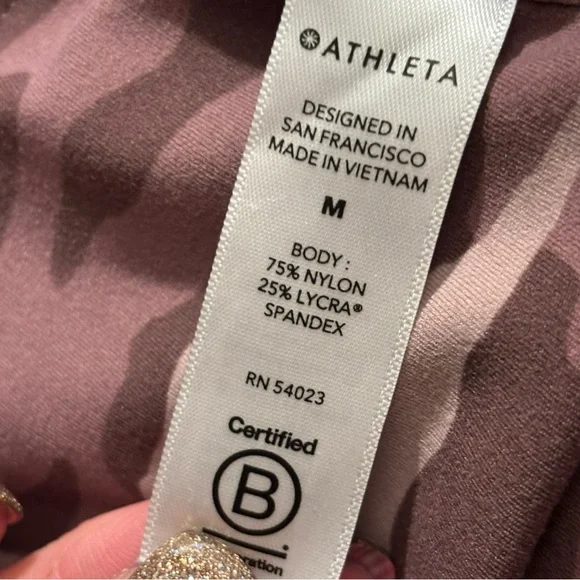 ATHLETA
DESIGNED IN
SAN FRANCISCO
MADE IN VIETNAM
M
BODY :
75% NYLON
25% LYCRA®
SPANDEX
RN 54023
Certified
B